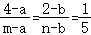 4-a/m-a = 2-b/n-b = 1/5